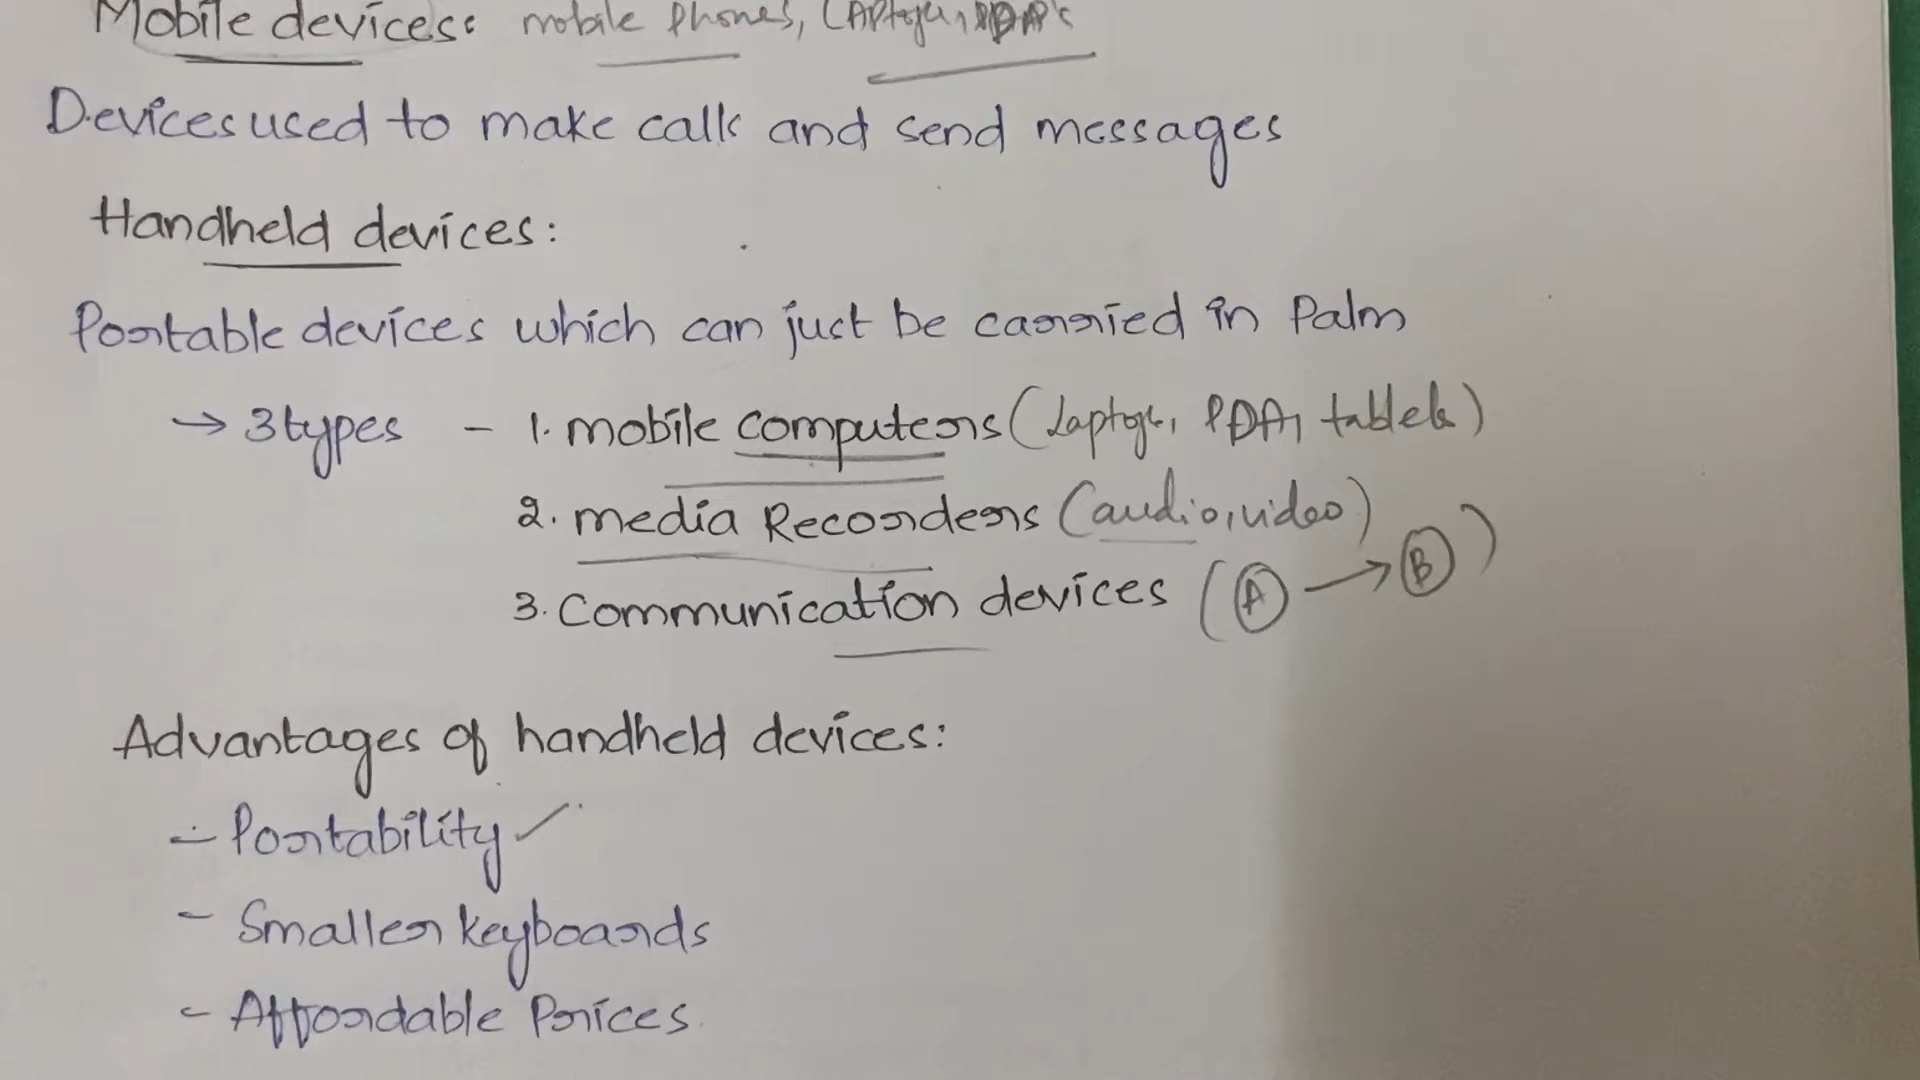 Mobile devices: mobile phones, Laptops, PDA's
Devices used to make calls and send messages
Handheld devices:
Portable devices which can just be carried in Palm
→ 3 types - 1. mobile computers (Laptops, PDA, tablets)
2. media Recorders (audio, video)
3. Communication devices (A → B)
Advantages of handheld devices:
- Portability ✓
- Smaller keyboards
- Affordable Prices.